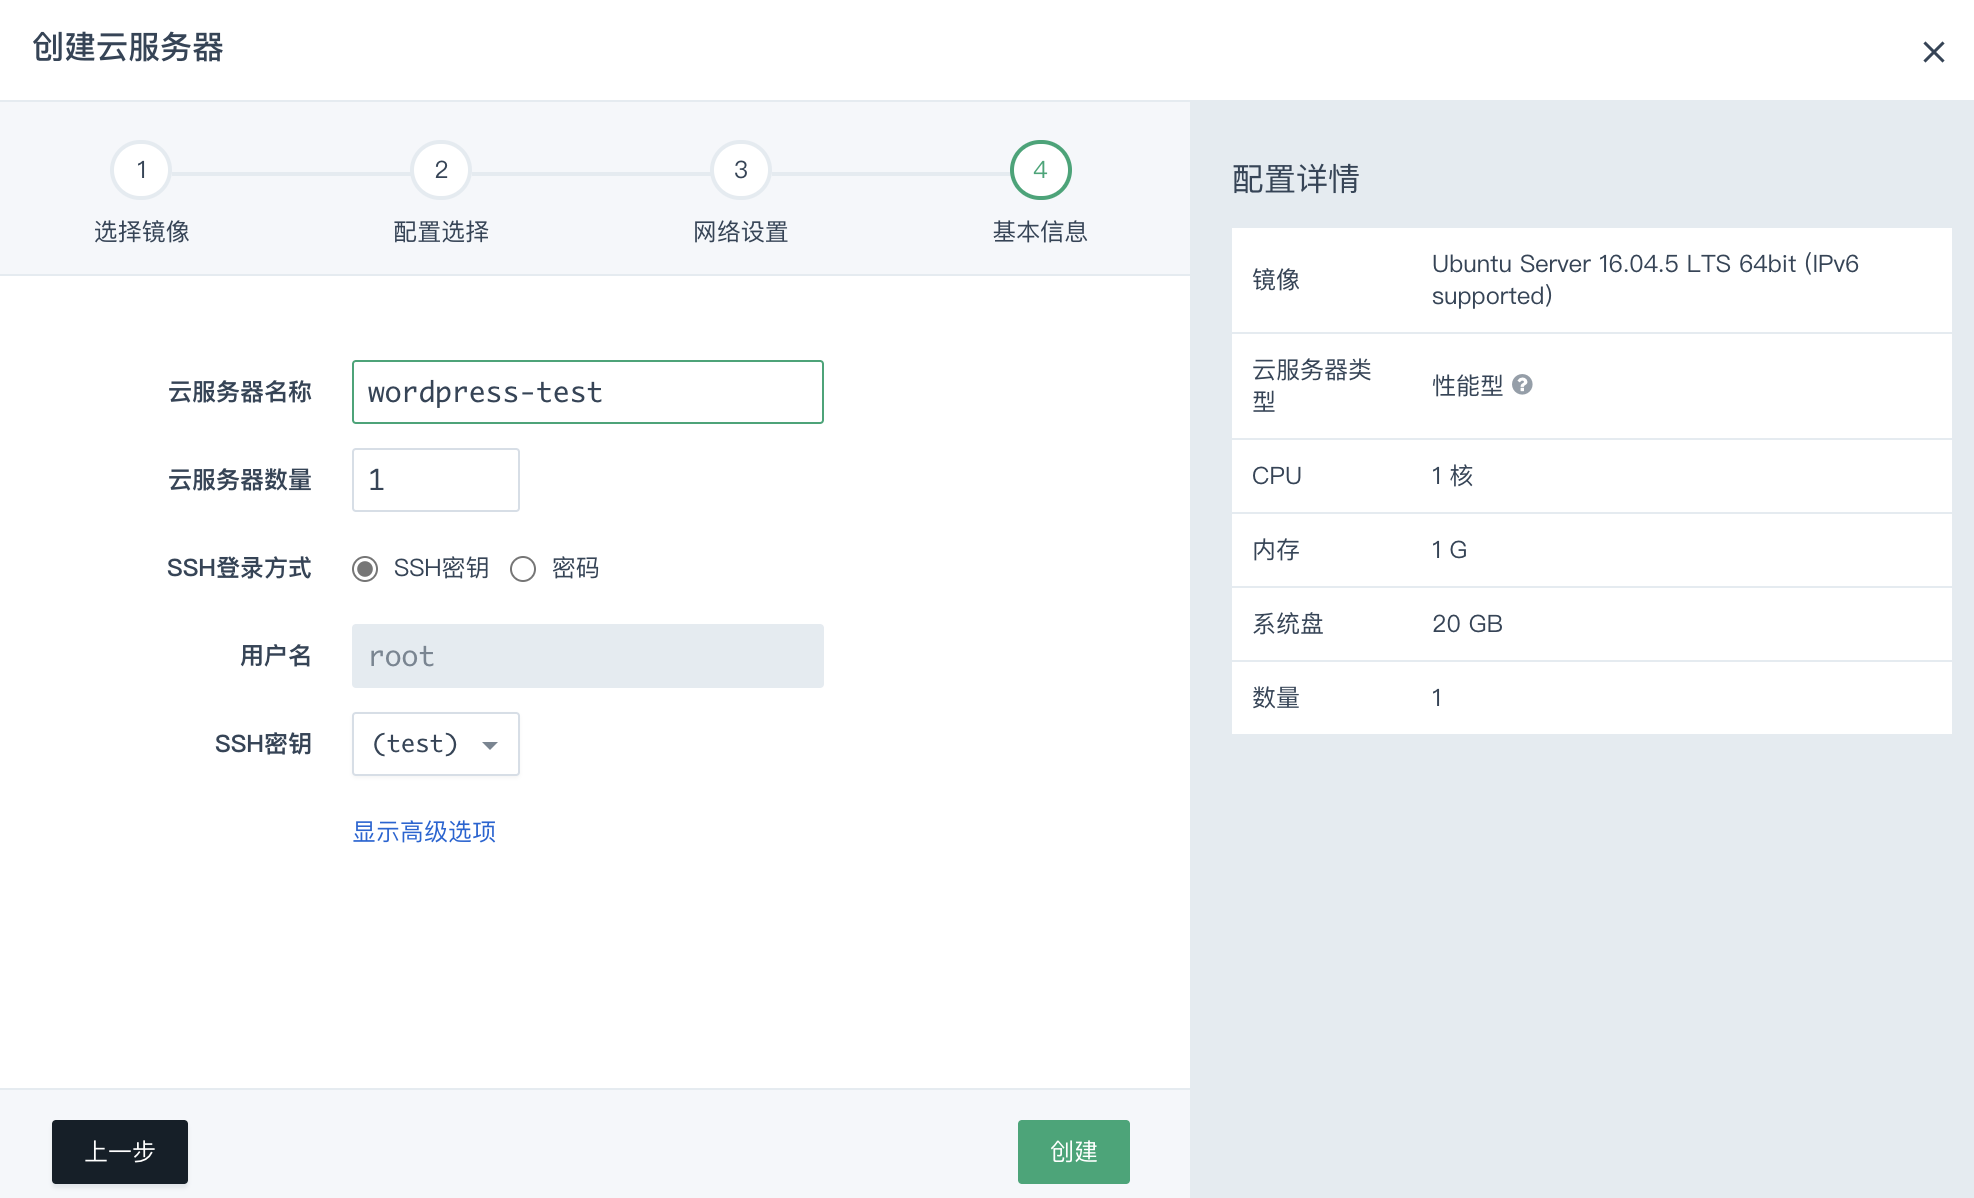 创建云服务器
1
2
3
4
选择镜像
配置选择
网络设置
基本信息
云服务器名称
wordpress-test
云服务器数量
1
SSH登录方式
SSH密钥
密码
用户名
root
SSH密钥
(test)
显示高级选项
上一步
创建
配置详情
镜像
Ubuntu Server 16.04.5 LTS 64bit (IPv6
supported)
云服务器类
型
性能型
CPU
1 核
内存
1 G
系统盘
20 GB
数量
1